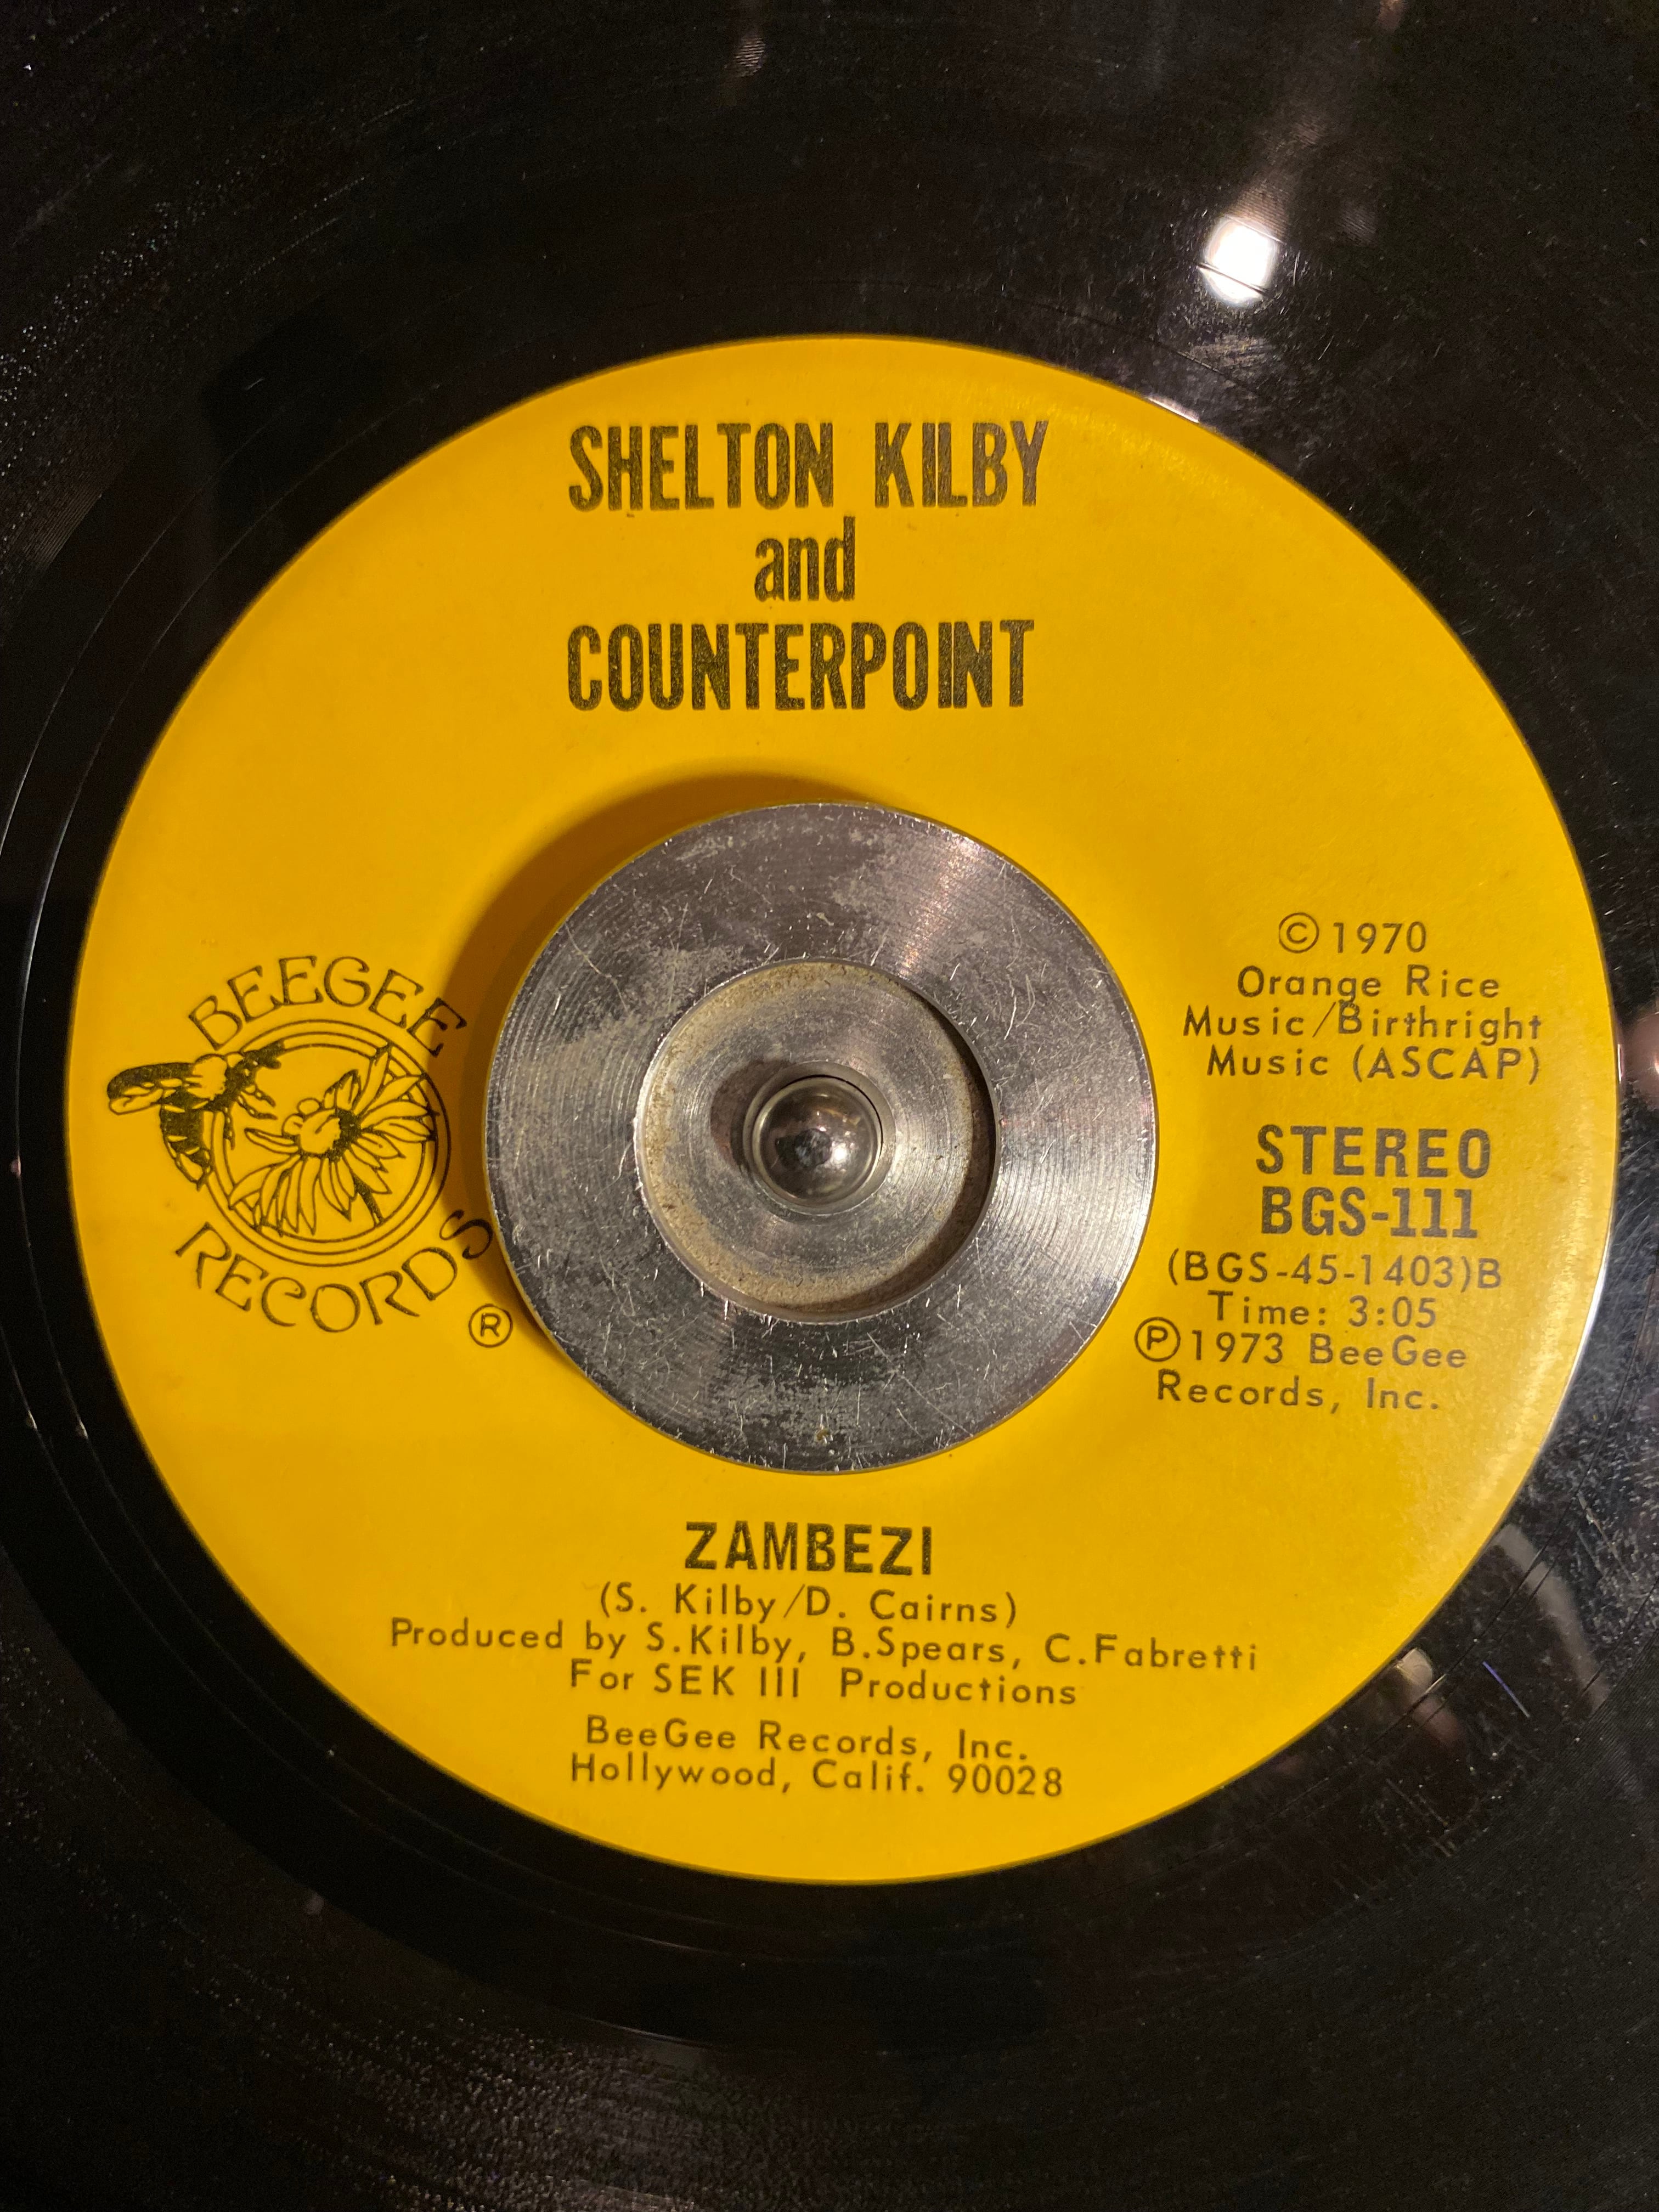 SHELTON KILBY
and
COUNTERPOINT
BEEGEE
RECORDS
®
© 1970
Orange Rice
Music/Birthright
Music (ASCAP)
STEREO
BGS-111
(BGS-45-1403)B
Time: 3:05
℗ 1973 BeeGee
Records, Inc.
ZAMBEZI
(S. Kilby/D. Cairns)
Produced by S.Kilby, B.Spears, C.Fabretti
For SEK III Productions
BeeGee Records, Inc.
Hollywood, Calif. 90028